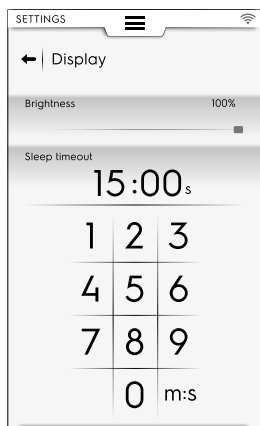 SETTINGS
Display
Brightness 100%
Sleep timeout
15:00s
1 2 3
4 5 6
7 8 9
0 m:s